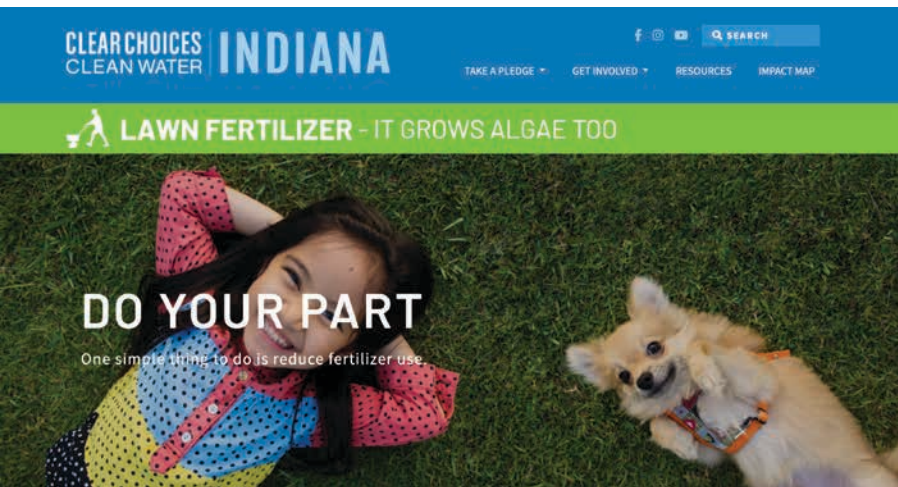 CLEAR CHOICES
CLEAN WATER
INDIANA
SEARCH
TAKE A PLEDGE
GET INVOLVED
RESOURCES
IMPACT MAP
LAWN FERTILIZER - IT GROWS ALGAE TOO
DO YOUR PART
One simple thing to do is reduce fertilizer use.